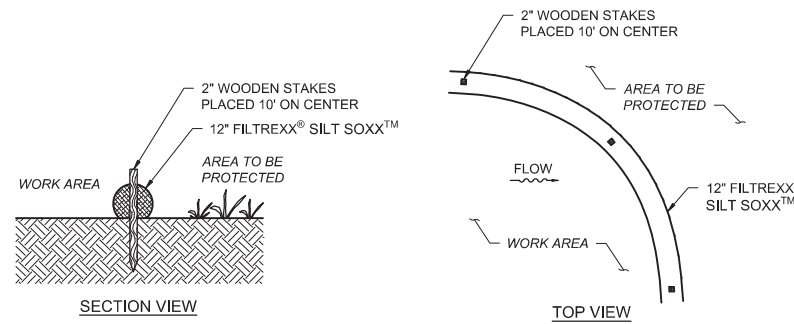 2" WOODEN STAKES
PLACED 10' ON CENTER
12" FILTREXX® SILT SOXX™
WORK AREA
AREA TO BE
PROTECTED
SECTION VIEW
2" WOODEN STAKES
PLACED 10' ON CENTER
AREA TO BE
PROTECTED
FLOW
12" FILTREXX
SILT SOXX™
WORK AREA
TOP VIEW